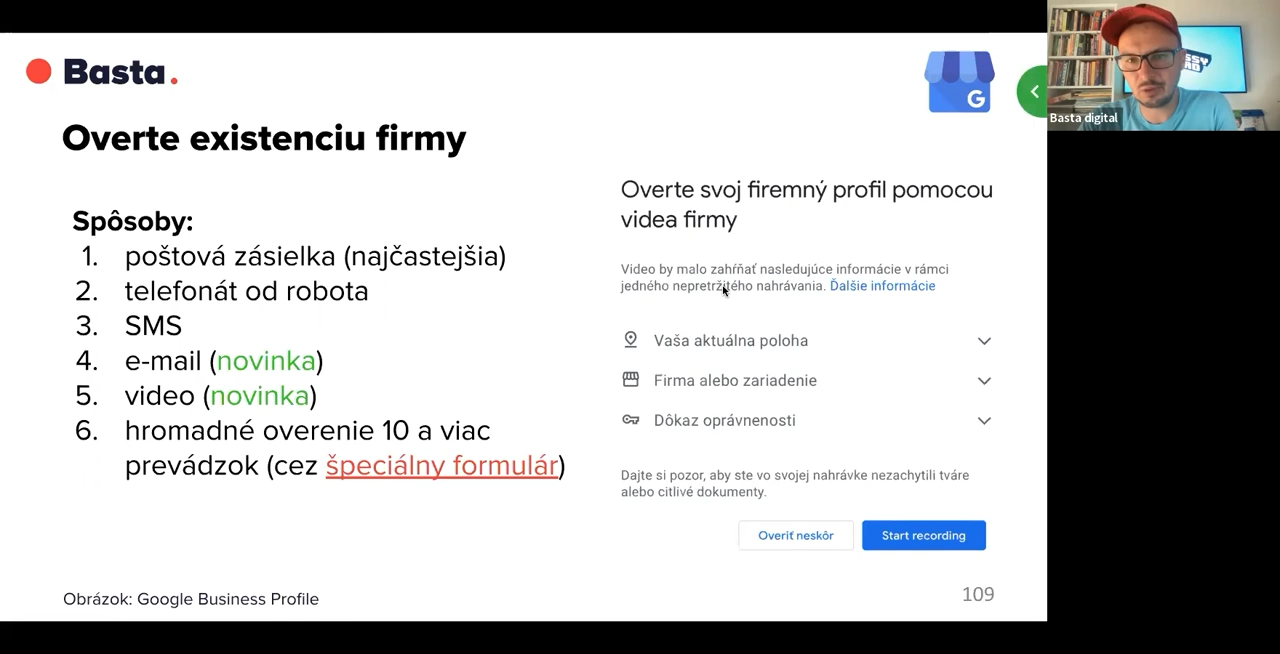 Basta.
Overte existenciu firmy
Spôsoby:
1. poštová zásielka (najčastejšia)
2. telefonát od robota
3. SMS
4. e-mail (novinka)
5. video (novinka)
6. hromadné overenie 10 a viac
prevádzok (cez špeciálny formulár)
Obrázok: Google Business Profile
G
Overte svoj firemný profil pomocou
videa firmy
Video by malo zahŕňať nasledujúce informácie v rámci
jedného nepretržitého nahrávania. Ďalšie informácie
Vaša aktuálna poloha
Firma alebo zariadenie
Dôkaz oprávnenosti
Dajte si pozor, aby ste vo svojej nahrávke nezachytili tváre
alebo citlivé dokumenty.
Overiť neskôr
Start recording
109
Basta digital